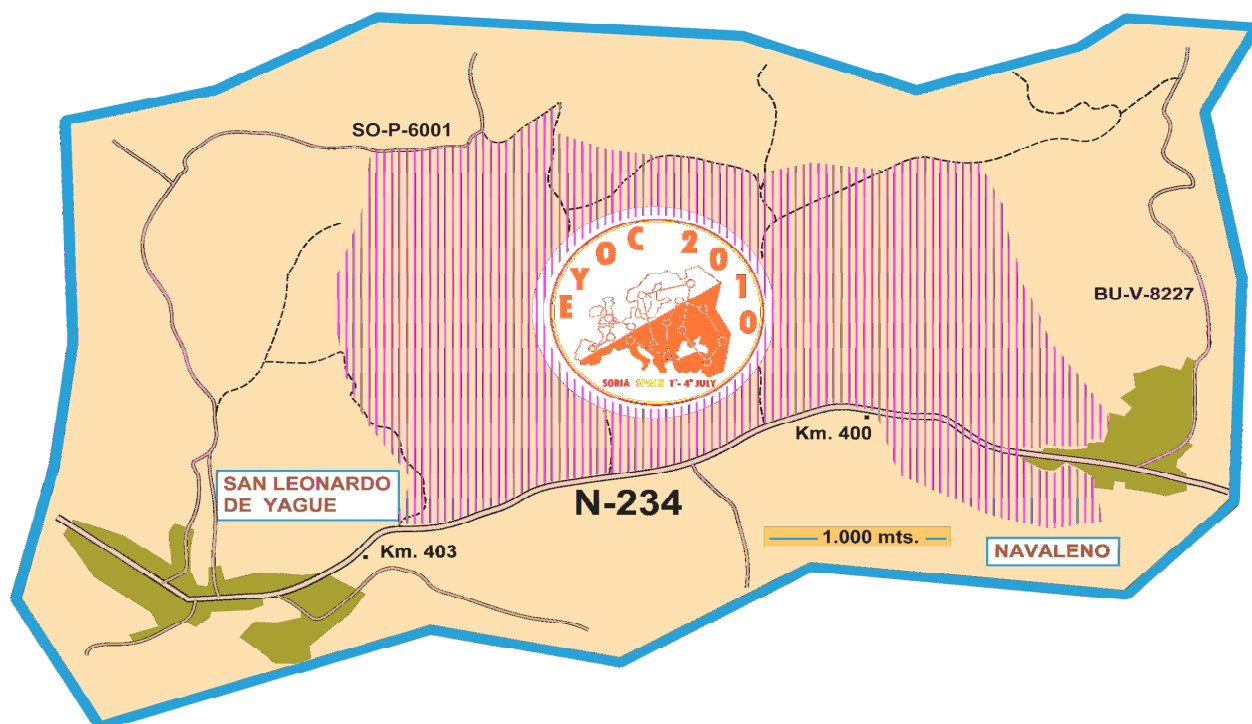 SO-P-6001
EYOC 2010
SORIA SPAIN 1st- 4th JULY
BU-V-8227
Km. 400
SAN LEONARDO
DE YAGUE
N-234
Km. 403
1.000 mts.
NAVALENO